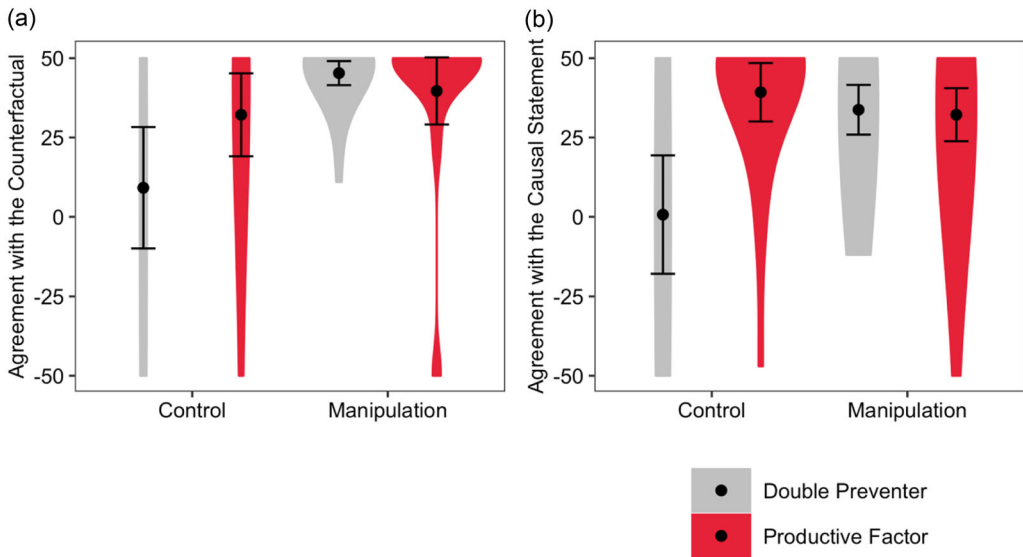 (a)
Agreement with the Counterfactual
50
25
0
-25
-50
Control
Manipulation
(b)
Agreement with the Causal Statement
50
25
0
-25
-50
Control
Manipulation
Double Preventer
Productive Factor